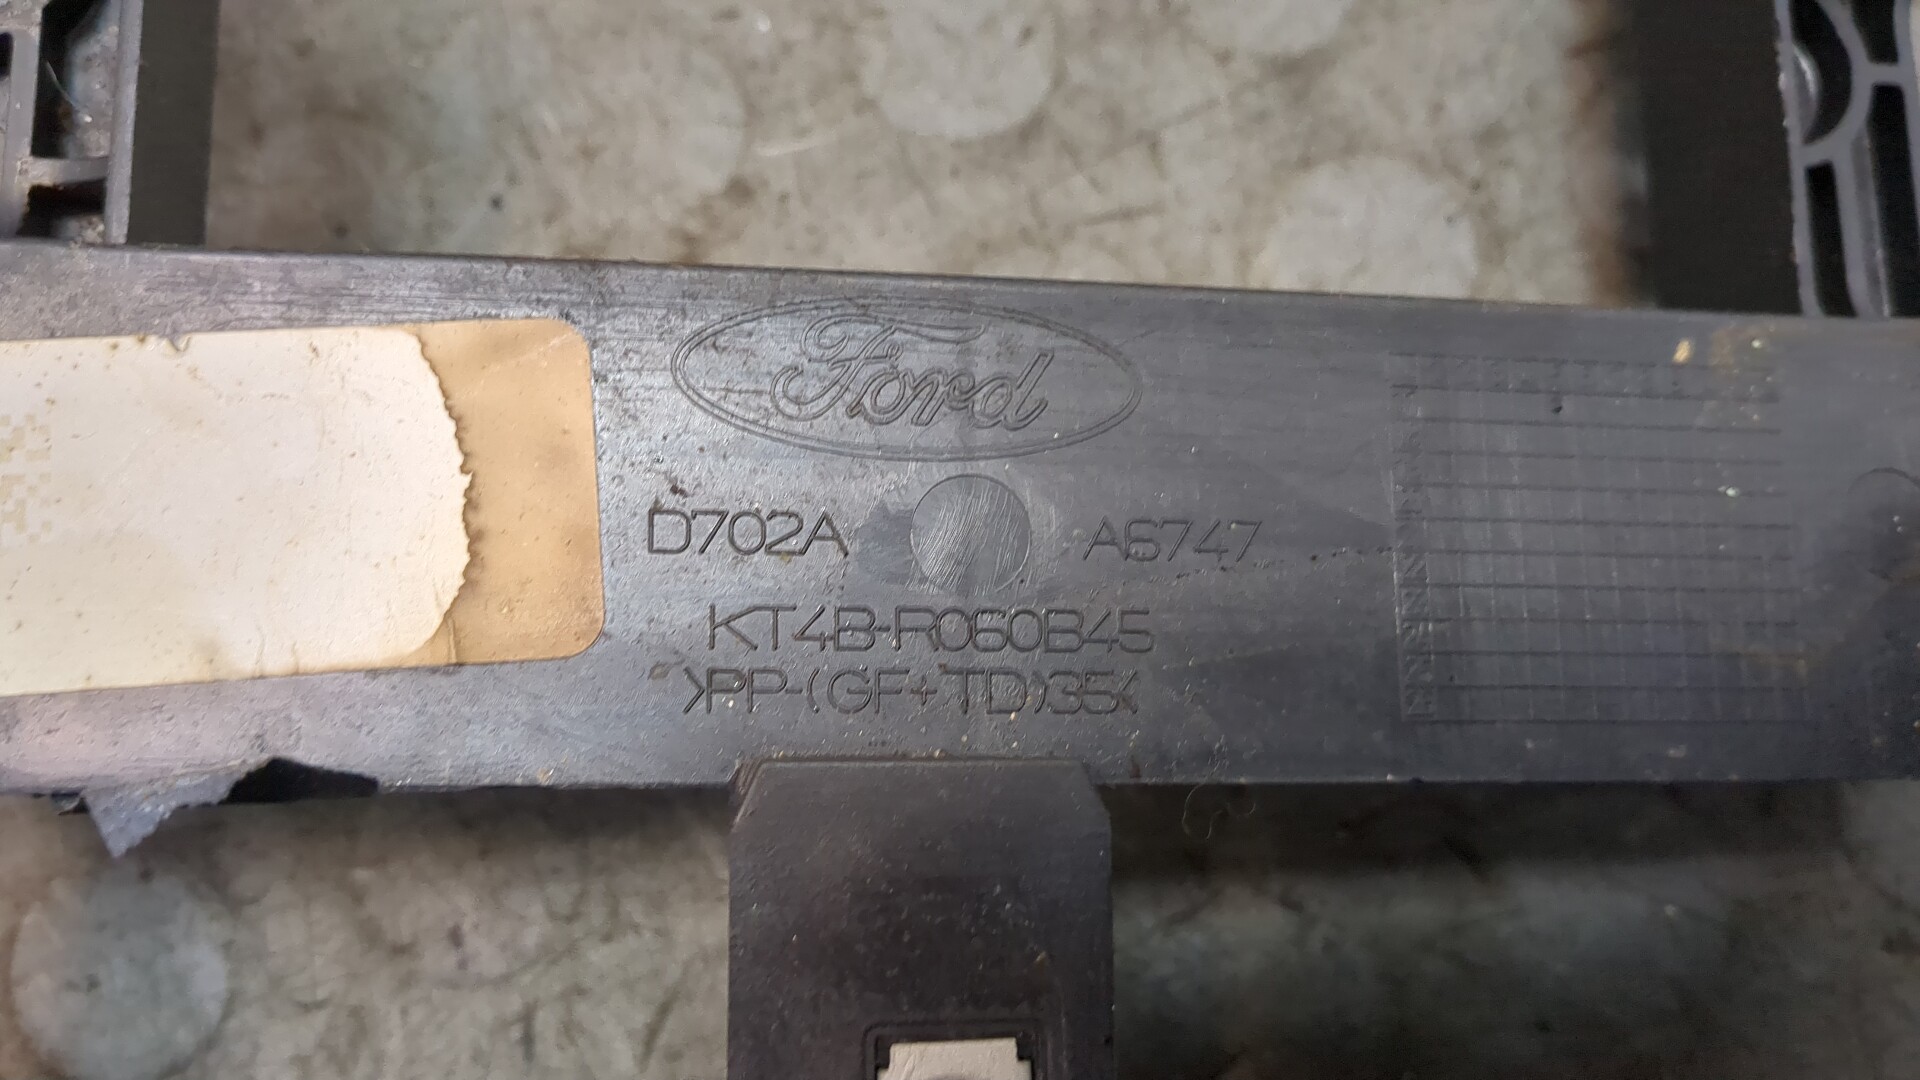 Ford
D702A A6747
KT4B-R060B45
>PP-(GF+TD)35<